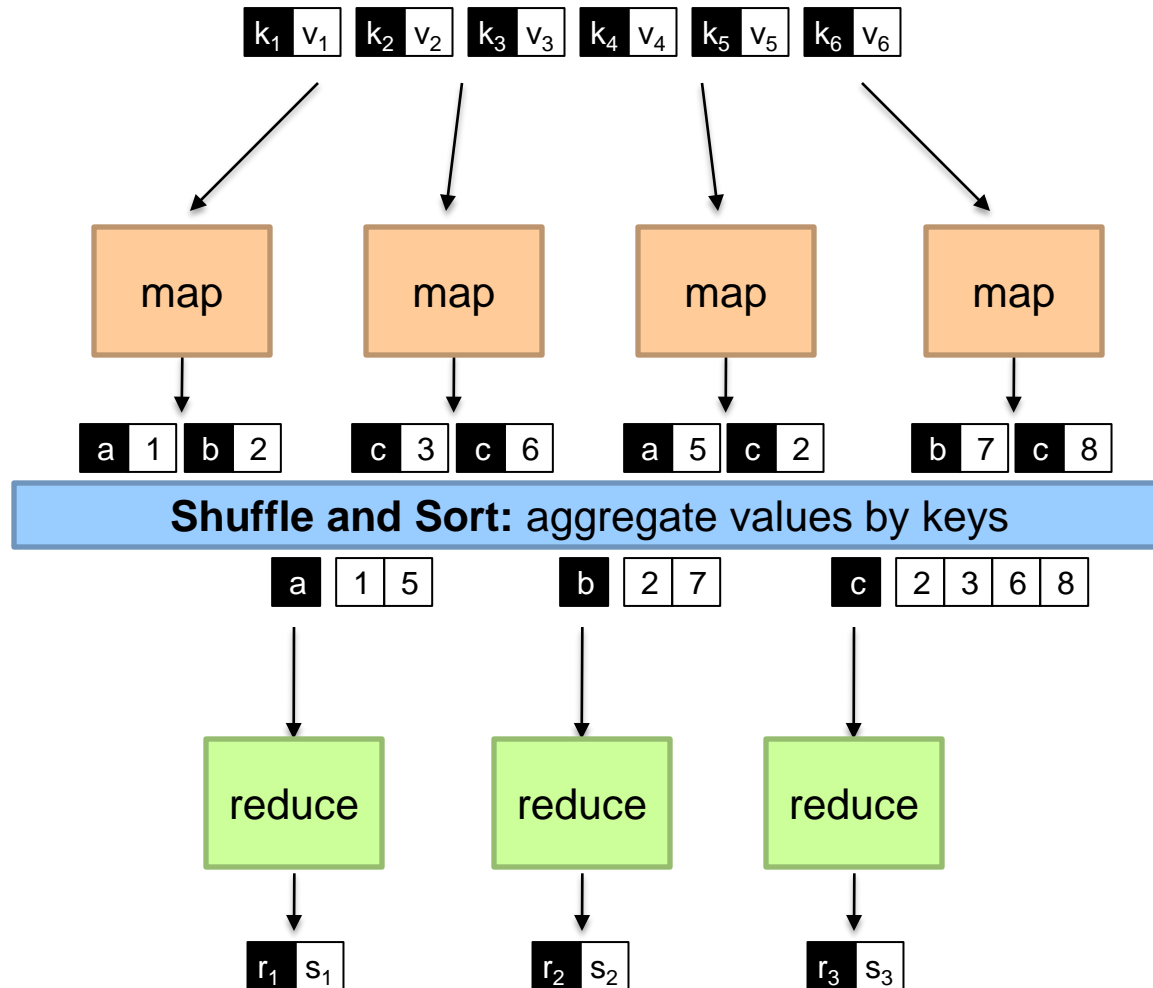 k₁ v₁ k₂ v₂ k₃ v₃ k₄ v₄ k₅ v₅ k₆ v₆
map map map map
a 1 b 2 c 3 c 6 a 5 c 2 b 7 c 8
Shuffle and Sort: aggregate values by keys
a 1 5 b 2 7 c 2 3 6 8
reduce reduce reduce
r₁ s₁ r₂ s₂ r₃ s₃